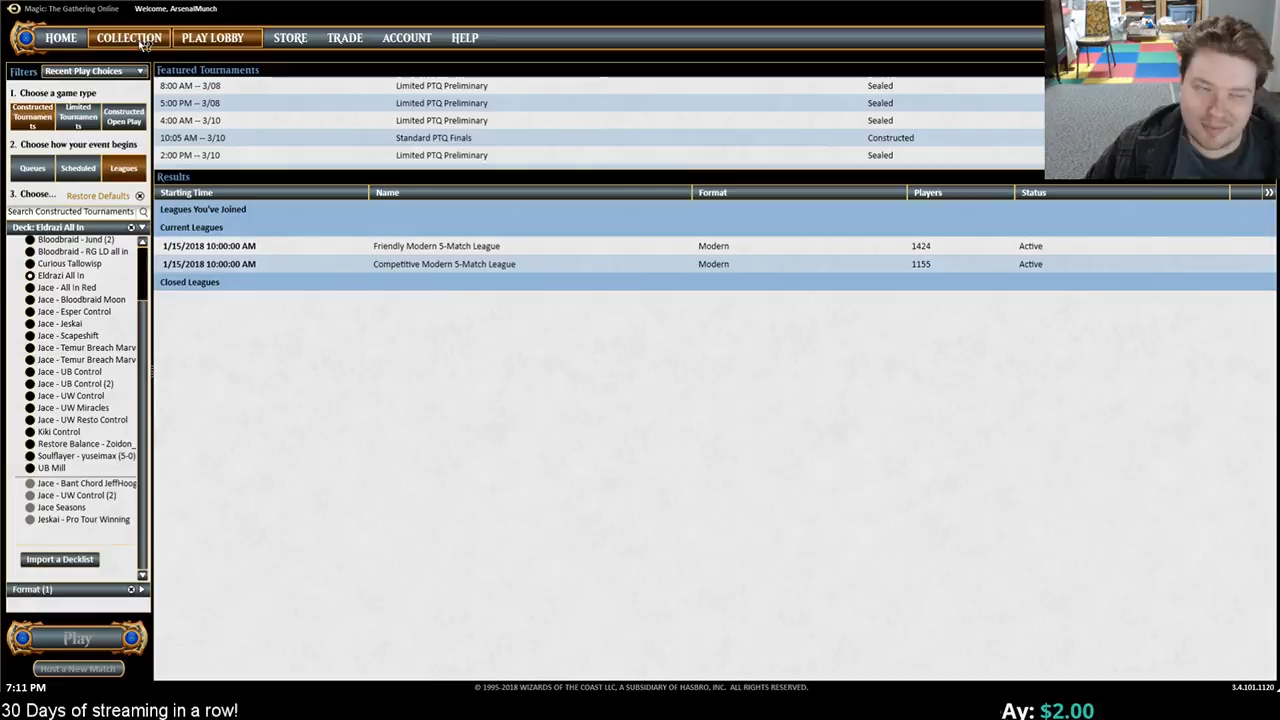 Magic: The Gathering Online
Welcome, ArsenalMunch
HOME
COLLECTION
PLAY LOBBY
STORE
TRADE
ACCOUNT
HELP
Filters
Recent Play Choices
1. Choose a game type
Constructed Tournamen ts
Limited Tournamen ts
Constructed Open Play
2. Choose how your event begins
Queues
Scheduled
Leagues
3. Choose...
Restore Defaults
Search Constructed Tournaments
Deck: Eldrazi All In
Bloodbraid - Jund (2)
Bloodbraid - RG LD all in
Curious Tallowisp
Eldrazi All In
Jace - All In Red
Jace - Bloodbraid Moon
Jace - Esper Control
Jace - Jeskai
Jace - Scapeshift
Jace - Temur Breach Marv
Jace - Temur Breach Marv
Jace - UB Control
Jace - UB Control (2)
Jace - UW Control
Jace - UW Miracles
Jace - UW Resto Control
Kiki Control
Restore Balance - Zoidon_
Soulflayer - yuseimax (5-0)
UB Mill
Jace - Bant Chord JeffHoog
Jace - UW Control (2)
Jace Seasons
Jeskai - Pro Tour Winning
Import a Decklist
Format (1)
Play
Host a New Match
7:11 PM
Featured Tournaments
8:00 AM -- 3/08 Limited PTQ Preliminary Sealed
5:00 PM -- 3/08 Limited PTQ Preliminary Sealed
4:00 AM -- 3/10 Limited PTQ Preliminary Sealed
10:05 AM -- 3/10 Standard PTQ Finals Constructed
2:00 PM -- 3/10 Limited PTQ Preliminary Sealed
Results
Starting Time Name Format Players Status
Leagues You've Joined
Current Leagues
1/15/2018 10:00:00 AM Friendly Modern 5-Match League Modern 1424 Active
1/15/2018 10:00:00 AM Competitive Modern 5-Match League Modern 1155 Active
Closed Leagues
© 1995-2018 WIZARDS OF THE COAST LLC, A SUBSIDIARY OF HASBRO, INC. ALL RIGHTS RESERVED.
3.4.101.1120
30 Days of streaming in a row!
Ay: $2.00